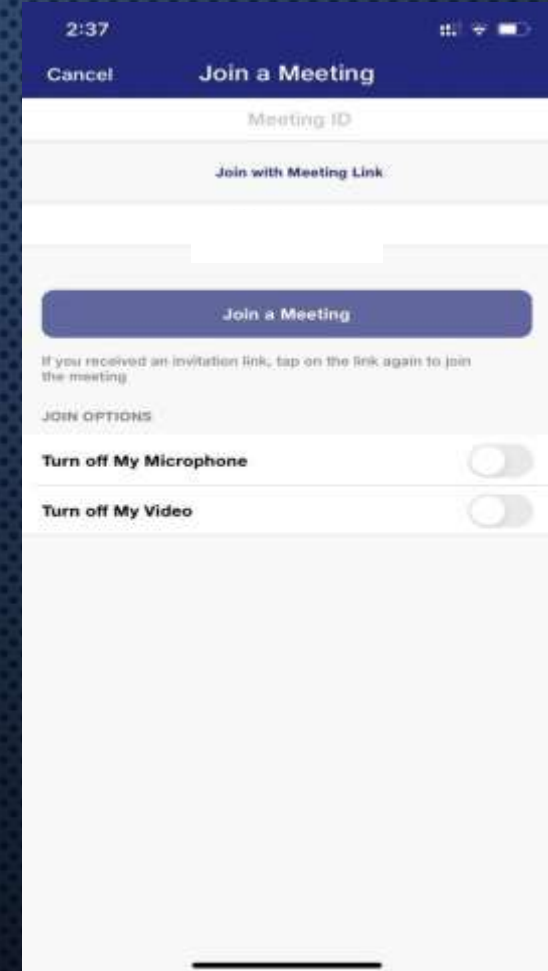 2:37
Cancel
Join a Meeting
Meeting ID
Join with Meeting Link
Join a Meeting
If you received an invitation link, tap on the link again to join
the meeting
JOIN OPTIONS
Turn off My Microphone
Turn off My Video